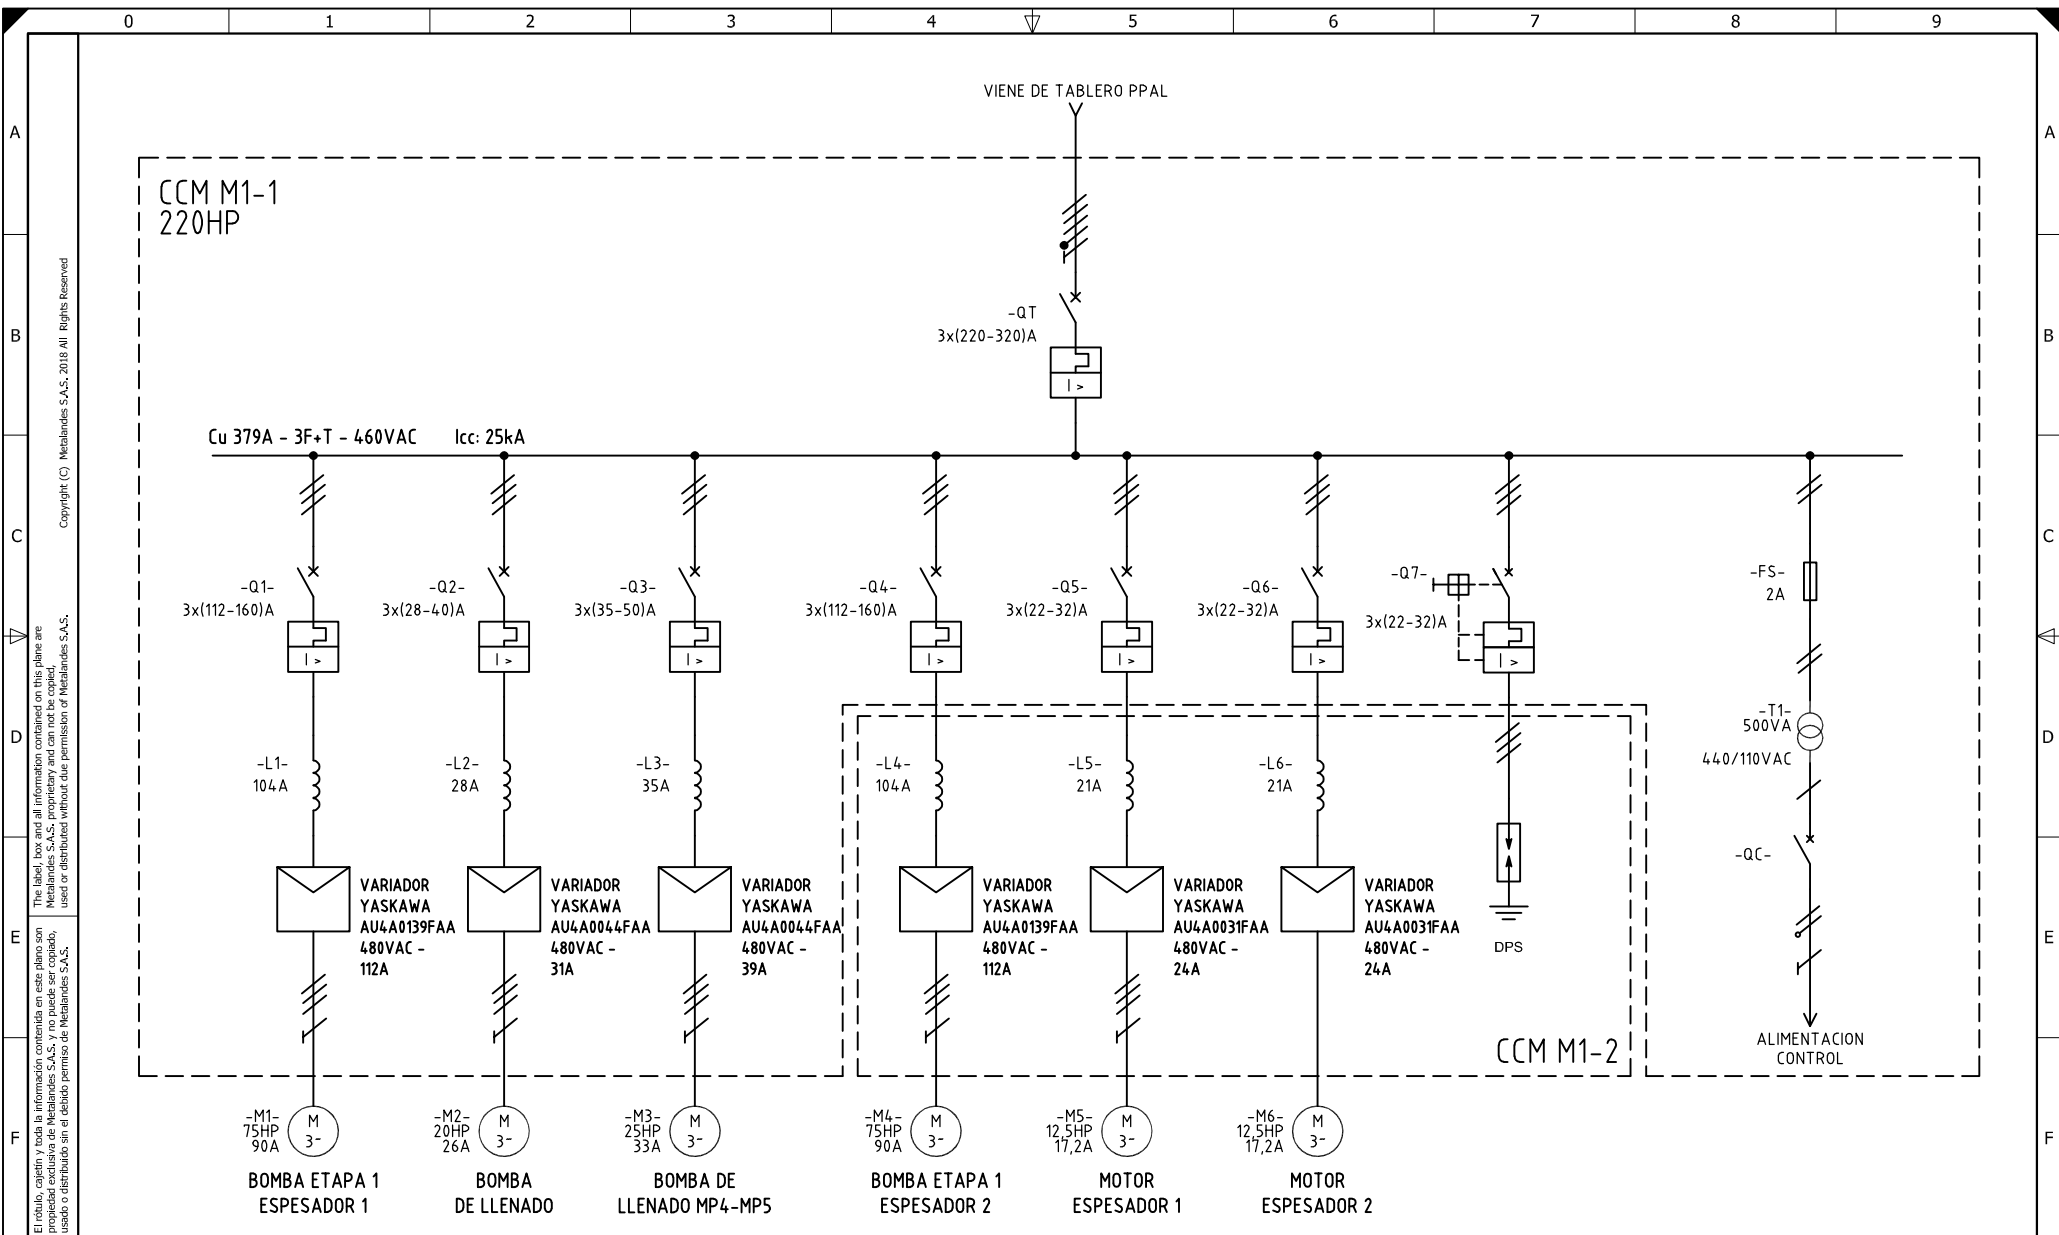 0 1 2 3 4 5 6 7 8 9
A
B
C
D
E
F
A
B
C
D
E
F
Copyright (C) Metalandes S.A.S. 2018 All Rights Reserved
The label, box and all information contained on this plane are
Metalandes S.A.S. proprietary and can not be copied,
used or distributed without due permission of Metalandes S.A.S.
El rótulo, cajetín y toda la información contenida en este plano son
propiedad exclusiva de Metalandes S.A.S. y no puede ser copiado,
usado o distribuido sin el debido permiso de Metalandes S.A.S.
VIENE DE TABLERO PPAL
CCM M1-1
220HP
-QT
3x(220-320)A
I >
Cu 379A - 3F+T - 460VAC Icc: 25kA
-Q1-
3x(112-160)A
I >
-Q2-
3x(28-40)A
I >
-Q3-
3x(35-50)A
I >
-Q4-
3x(112-160)A
I >
-Q5-
3x(22-32)A
I >
-Q6-
3x(22-32)A
I >
-Q7-
3x(22-32)A
I >
-FS-
2A
-T1-
500VA
440/110VAC
-QC-
-L1-
104A
-L2-
28A
-L3-
35A
-L4-
104A
-L5-
21A
-L6-
21A
VARIADOR
YASKAWA
AU4A0139FAA
480VAC -
112A
VARIADOR
YASKAWA
AU4A0044FAA
480VAC -
31A
VARIADOR
YASKAWA
AU4A0044FAA
480VAC -
39A
VARIADOR
YASKAWA
AU4A0139FAA
480VAC -
112A
VARIADOR
YASKAWA
AU4A0031FAA
480VAC -
24A
VARIADOR
YASKAWA
AU4A0031FAA
480VAC -
24A
DPS
CCM M1-2
ALIMENTACION
CONTROL
-M1-
75HP
90A
M
3~
BOMBA ETAPA 1
ESPESADOR 1
-M2-
20HP
26A
M
3~
BOMBA
DE LLENADO
-M3-
25HP
33A
M
3~
BOMBA DE
LLENADO MP4-MP5
-M4-
75HP
90A
M
3~
BOMBA ETAPA 1
ESPESADOR 2
-M5-
12,5HP
17,2A
M
3~
MOTOR
ESPESADOR 1
-M6-
12,5HP
17,2A
M
3~
MOTOR
ESPESADOR 2